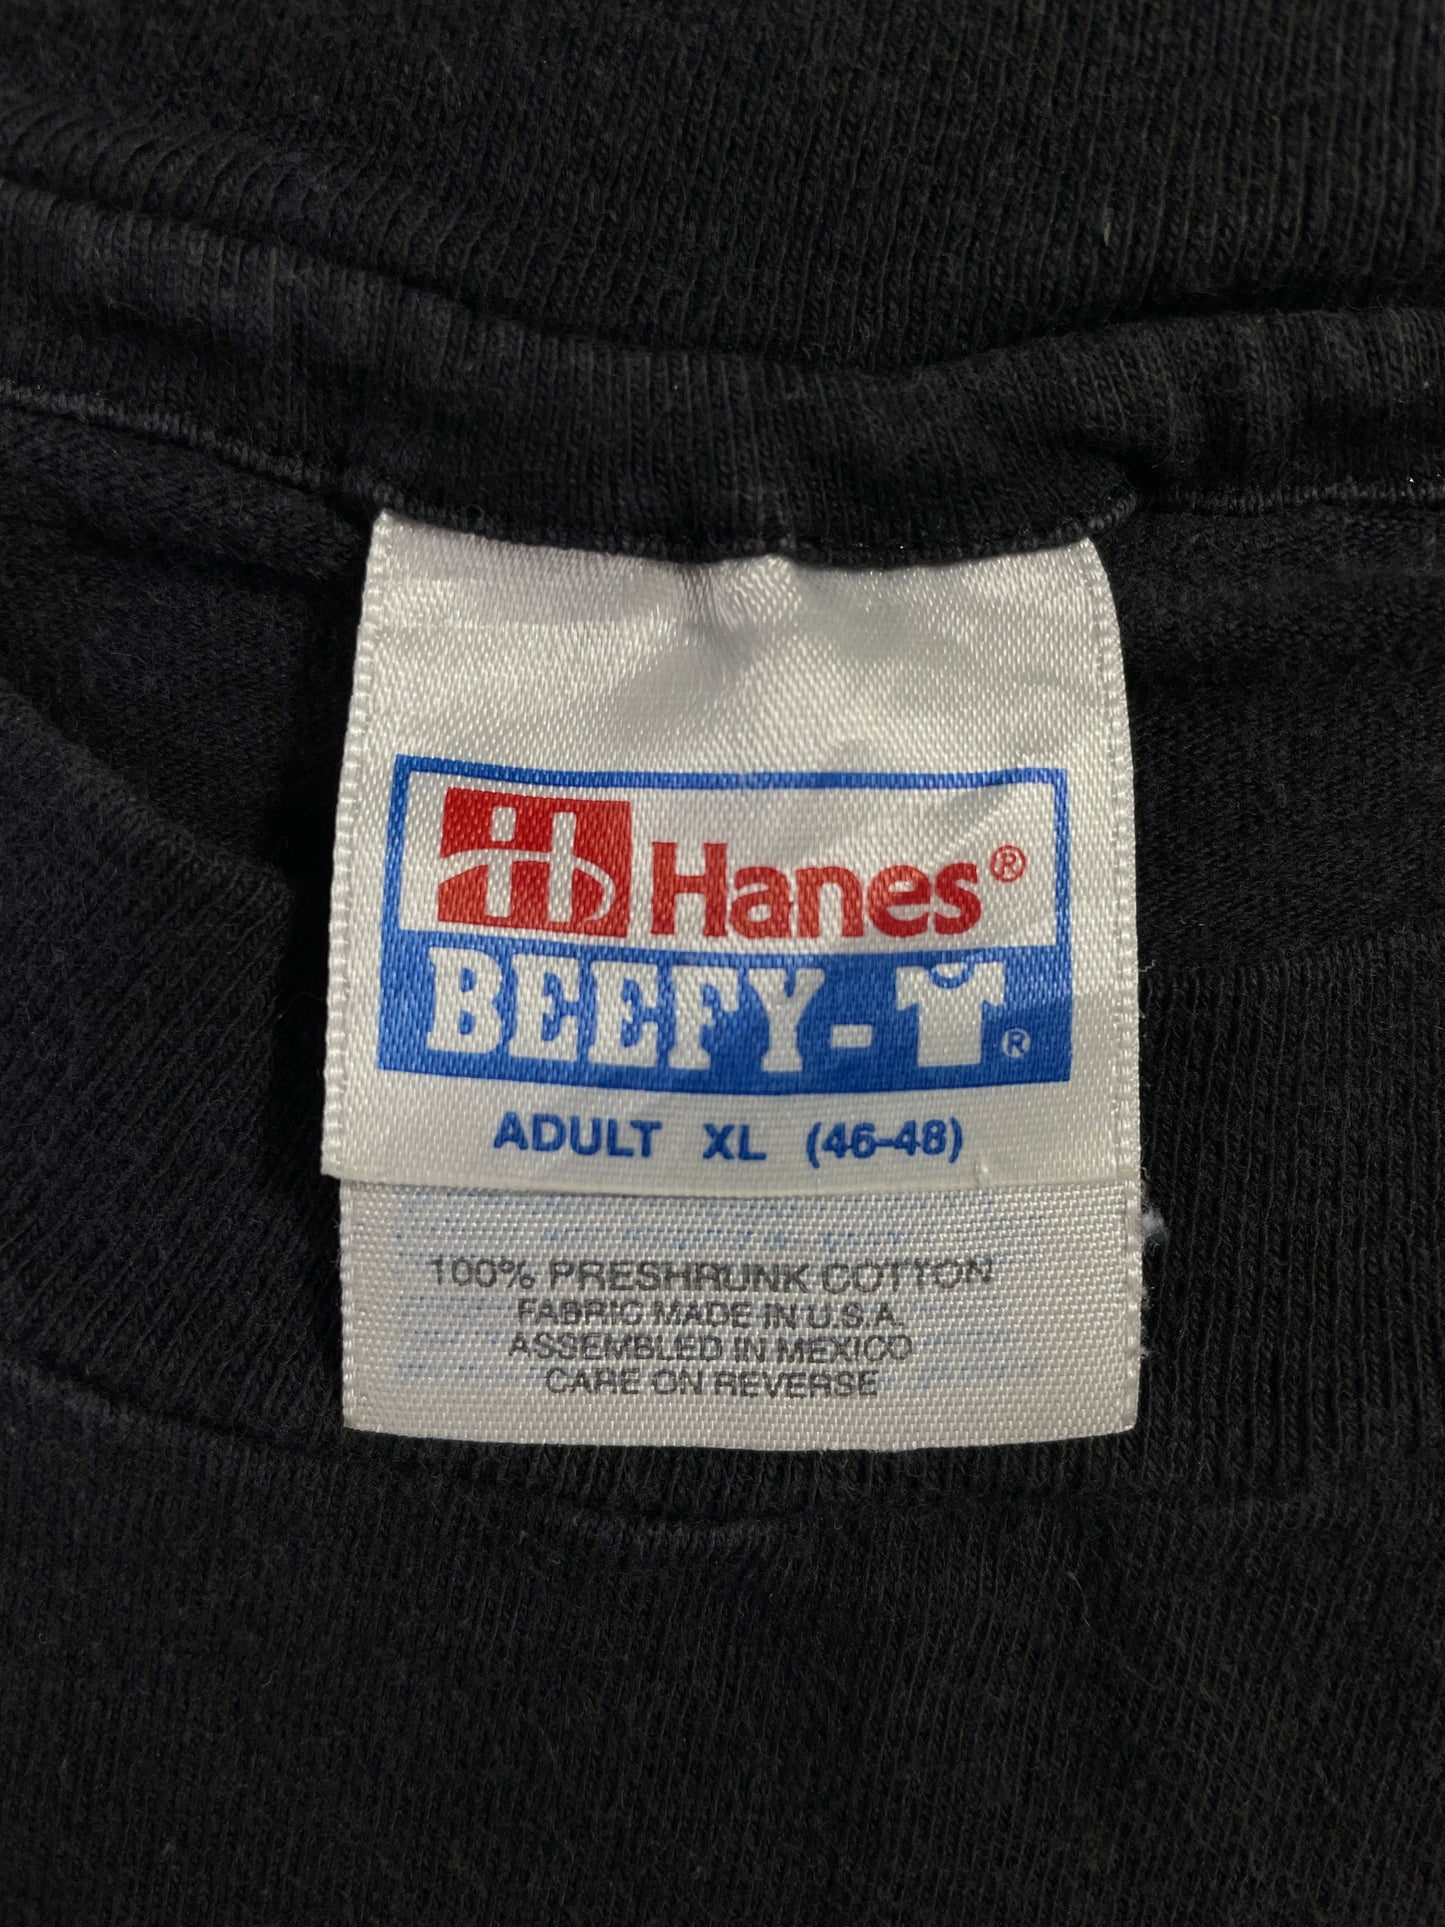 Hanes®
BEEFY-T®
ADULT XL (46-48)
100% PRESHRUNK COTTON
FABRIC MADE IN U.S.A.
ASSEMBLED IN MEXICO
CARE ON REVERSE